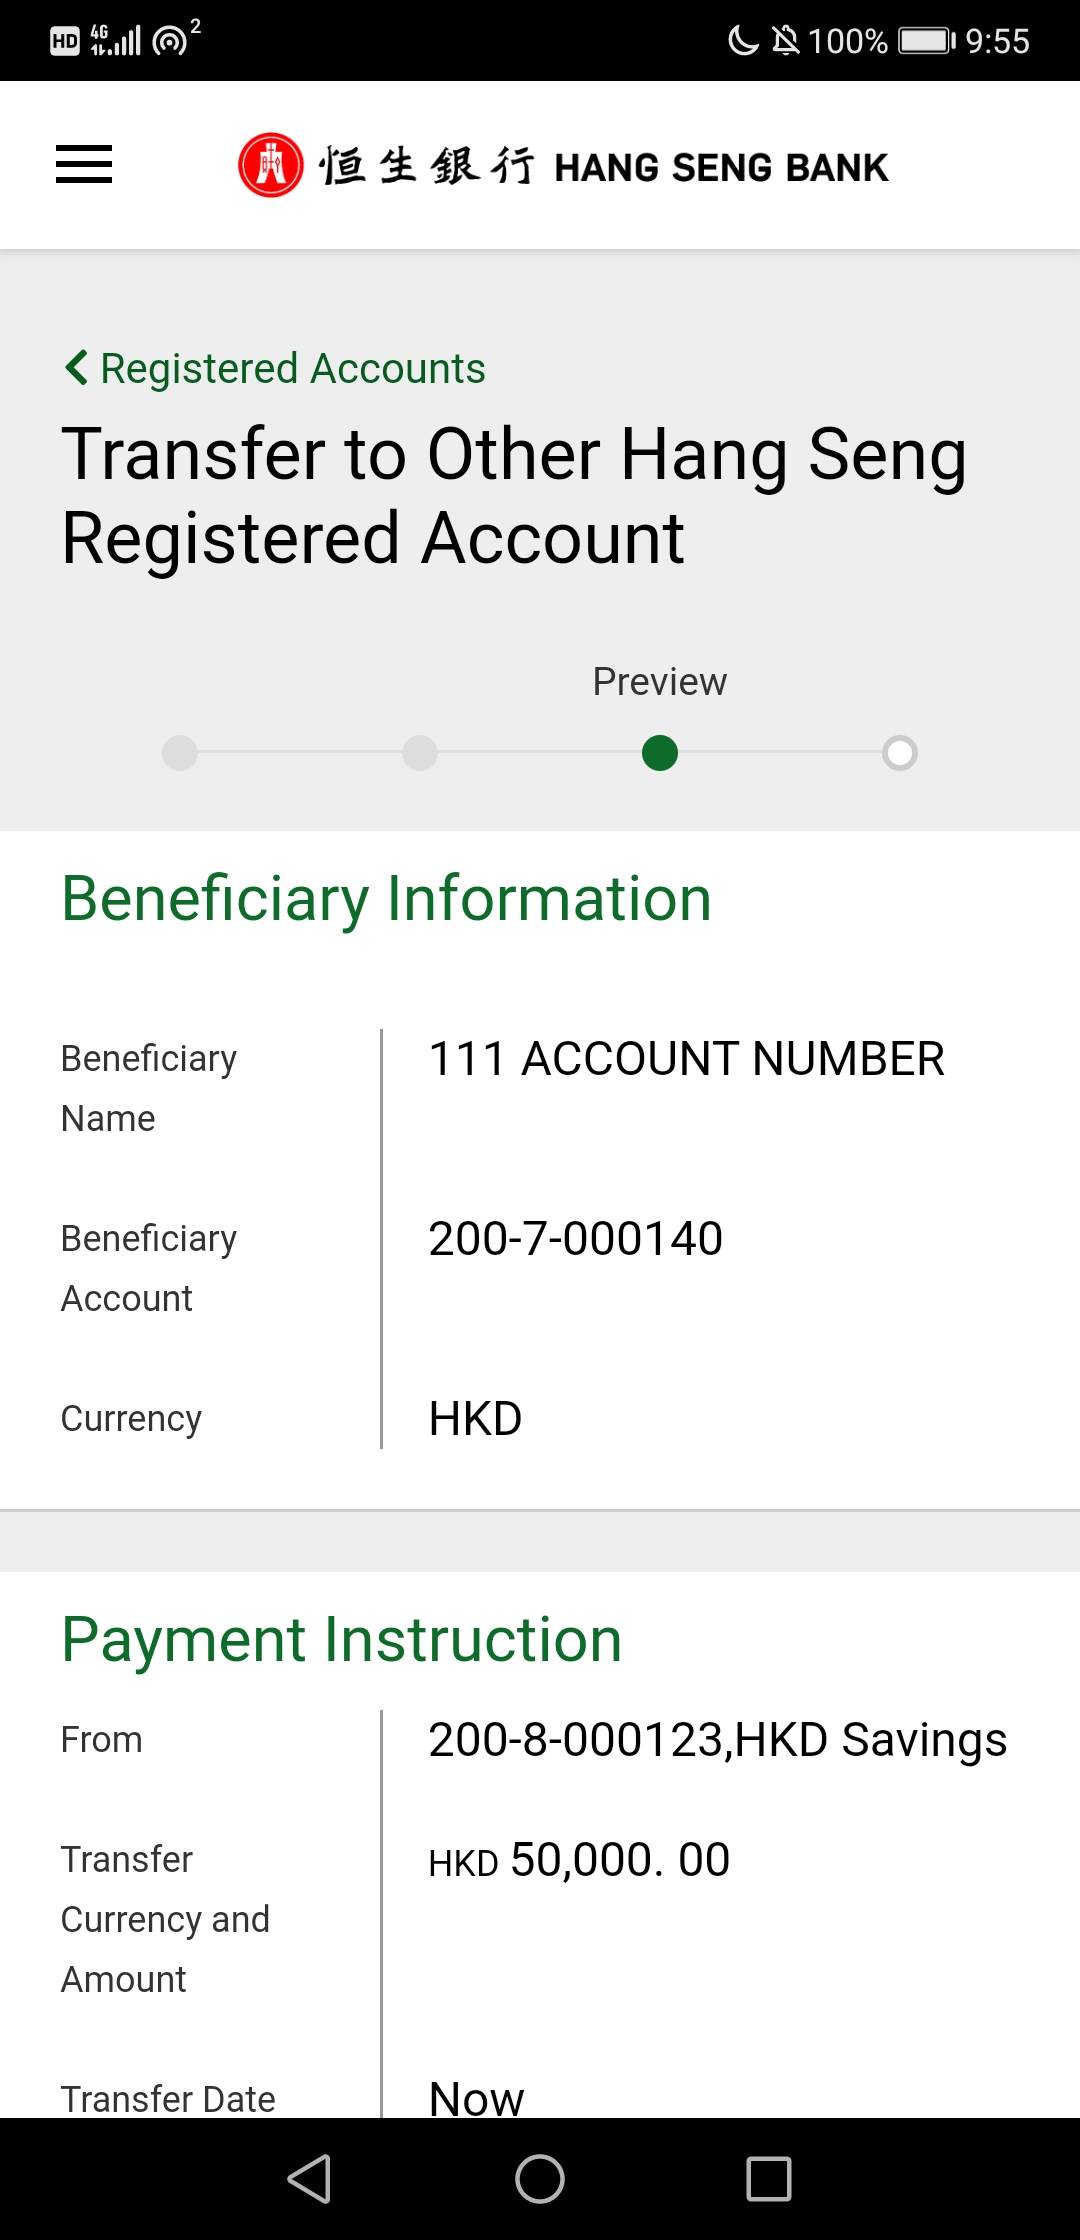 HD 4G 2 100% 9:55
恒生銀行 HANG SENG BANK
Registered Accounts
Transfer to Other Hang Seng
Registered Account
Preview
Beneficiary Information
Beneficiary
Name
111 ACCOUNT NUMBER
Beneficiary
Account
200-7-000140
Currency
HKD
Payment Instruction
From
200-8-000123,HKD Savings
Transfer
Currency and
Amount
HKD 50,000. 00
Transfer Date
Now